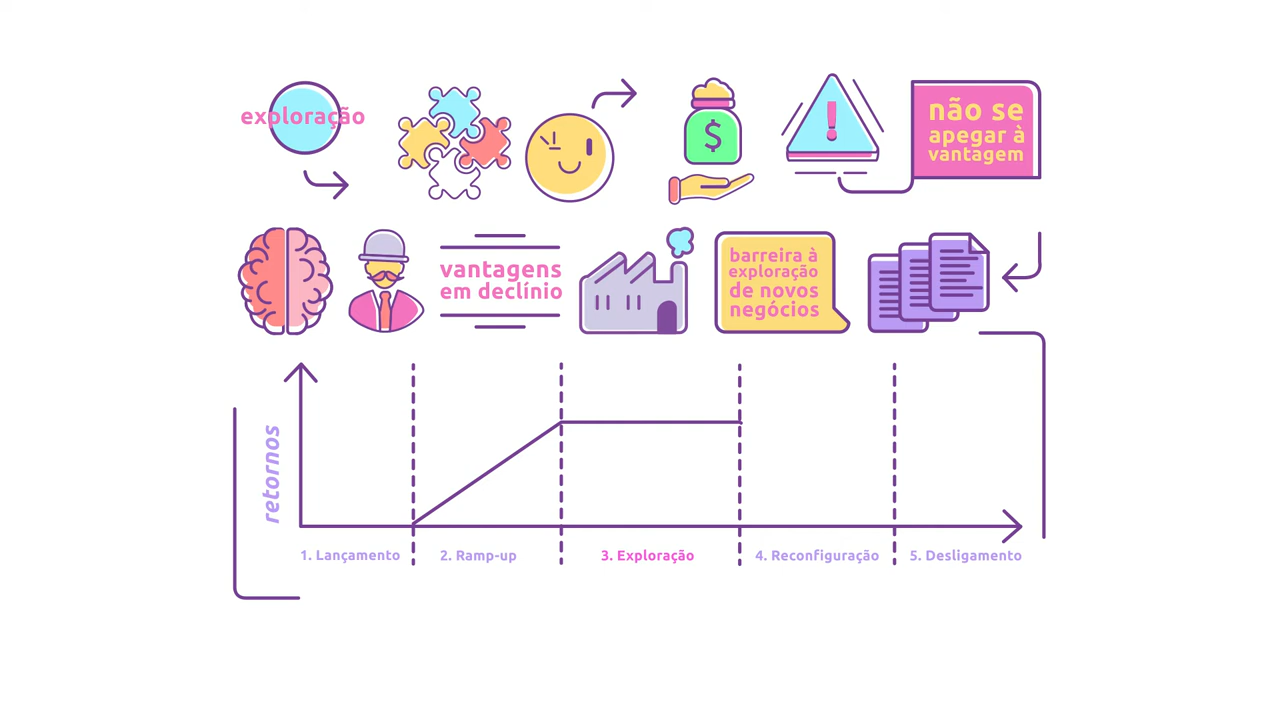 exploração
$
!
não se
apegar à
vantagem
vantagens
em declínio
barreira à
exploração
de novos
negócios
retornos
1. Lançamento
2. Ramp-up
3. Exploração
4. Reconfiguração
5. Desligamento